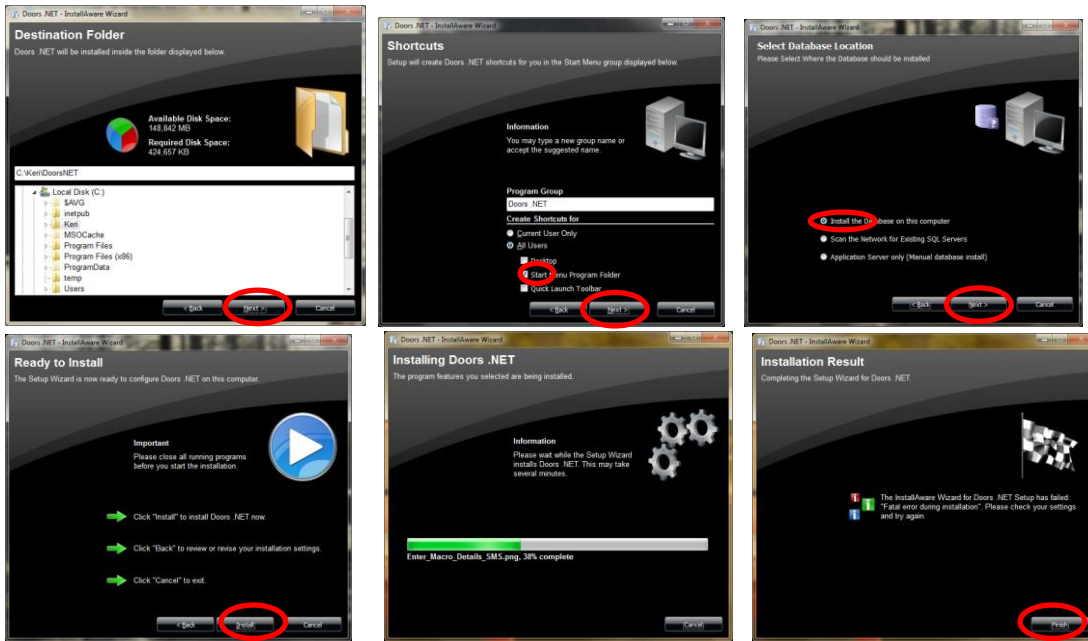 Doors .NET - InstallAware Wizard
Destination Folder
Doors .NET will be installed inside the folder displayed below.
Available Disk Space:
148,842 MB
Required Disk Space:
424,657 KB
C:\Keri\DoorsNET
Local Disk (C:)
$AVG
inetpub
Keri
MSOCache
Program Files
Program Files (x86)
ProgramData
temp
Users
< Back
Next >
Cancel
Doors .NET - InstallAware Wizard
Shortcuts
Setup will create Doors .NET shortcuts for you in the Start Menu group displayed below.
Information
You may type a new group name or
accept the suggested name.
Program Group
Doors .NET
Create Shortcuts for
Current User Only
All Users
Desktop
Start Menu Program Folder
Quick Launch Toolbar
< Back
Next >
Cancel
Doors .NET - InstallAware Wizard
Select Database Location
Please Select Where the Database should be installed
Install the Database on this computer
Scan the Network for Existing SQL Servers
Application Server only (Manual database install)
< Back
Next >
Cancel
Doors .NET - InstallAware Wizard
Ready to Install
The Setup Wizard is now ready to configure Doors .NET on this computer.
Important
Please close all running programs
before you start the installation.
Click "Install" to install Doors .NET now.
Click "Back" to review or revise your installation settings.
Click "Cancel" to exit.
< Back
Install
Cancel
Doors .NET - InstallAware Wizard
Installing Doors .NET
The program features you selected are being installed.
Information
Please wait while the Setup Wizard
installs Doors .NET. This may take
several minutes.
Enter_Macro_Details_SMS.png, 38% complete
Cancel
Doors .NET - InstallAware Wizard
Installation Result
Completing the Setup Wizard for Doors .NET.
The InstallAware Wizard for Doors .NET Setup has failed:
"Fatal error during installation". Please check your settings
and try again.
Finish